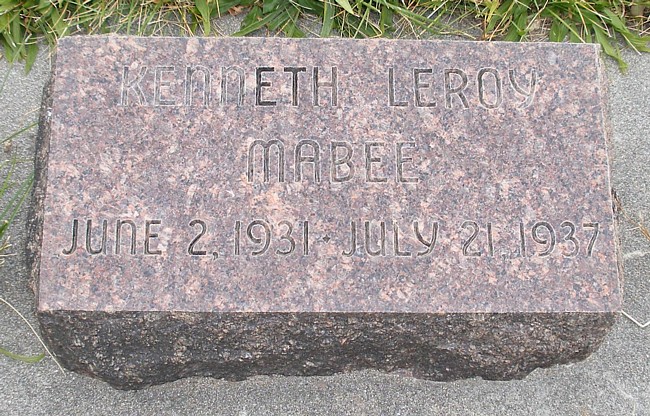 KENNETH LEROY
MABEE
JUNE 2, 1931 · JULY 21, 1937